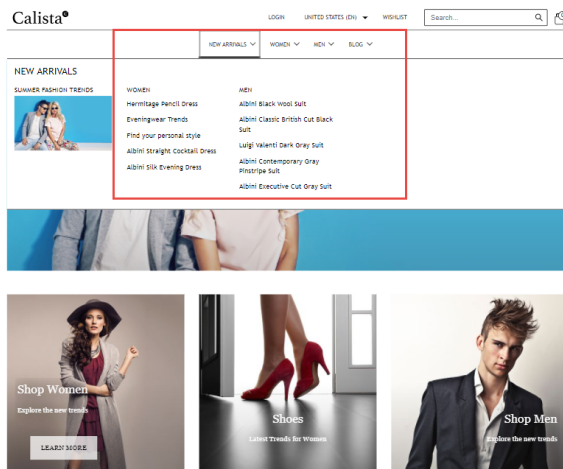 Calista
LOGIN UNITED STATES (EN) WISHLIST Search...
NEW ARRIVALS WOMEN MEN BLOG
NEW ARRIVALS
SUMMER FASHION TRENDS
WOMEN
Hermitage Pencil Dress
Eveningwear Trends
Find your personal style
Albini Straight Cocktail Dress
Albini Silk Evening Dress
MEN
Albini Black Wool Suit
Albini Classic British Cut Black
Suit
Luigi Valenti Dark Gray Suit
Albini Contemporary Gray
Pinstripe Suit
Albini Executive Cut Gray Suit
Shop Women
Explore the new trends
LEARN MORE
Shoes
Latest Trends for Women
Shop Men
Explore the new trends